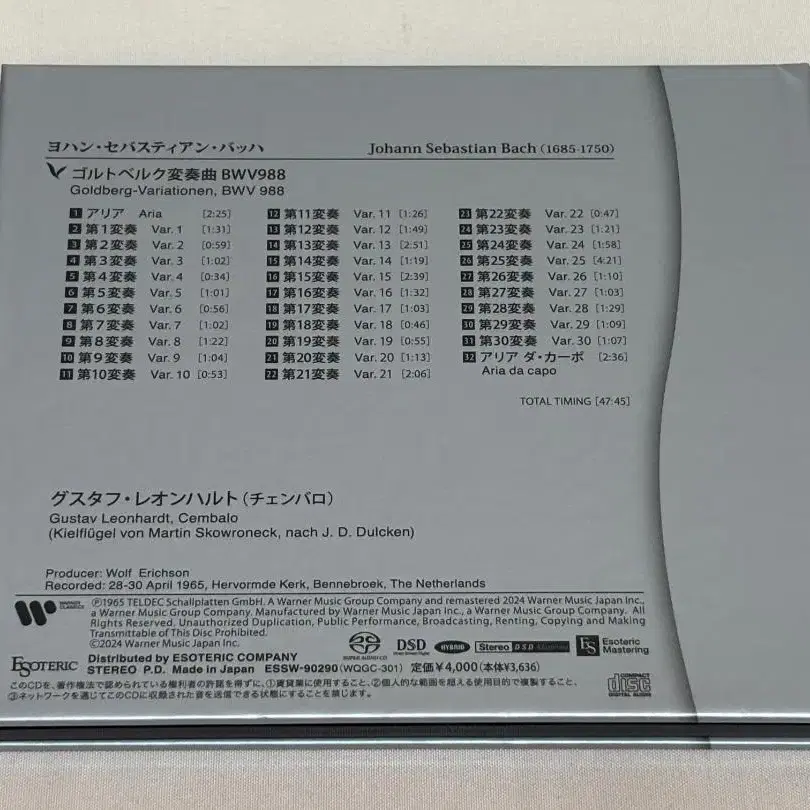 ヨハン・セバスティアン・バッハ Johann Sebastian Bach (1685-1750)
ゴルトベルク変奏曲 BWV988
Goldberg-Variationen, BWV 988
1 アリア Aria [2:25]
2 第1変奏 Var. 1 [1:31]
3 第2変奏 Var. 2 [0:59]
4 第3変奏 Var. 3 [1:02]
5 第4変奏 Var. 4 [0:34]
6 第5変奏 Var. 5 [1:01]
7 第6変奏 Var. 6 [0:56]
8 第7変奏 Var. 7 [1:02]
9 第8変奏 Var. 8 [1:22]
10 第9変奏 Var. 9 [1:04]
11 第10変奏 Var. 10 [0:53]
12 第11変奏 Var. 11 [1:26]
13 第12変奏 Var. 12 [1:49]
14 第13変奏 Var. 13 [2:51]
15 第14変奏 Var. 14 [1:19]
16 第15変奏 Var. 15 [2:39]
17 第16変奏 Var. 16 [1:32]
18 第17変奏 Var. 17 [1:03]
19 第18変奏 Var. 18 [0:46]
20 第19変奏 Var. 19 [0:55]
21 第20変奏 Var. 20 [1:13]
22 第21変奏 Var. 21 [2:06]
23 第22変奏 Var. 22 [0:47]
24 第23変奏 Var. 23 [1:21]
25 第24変奏 Var. 24 [1:58]
26 第25変奏 Var. 25 [4:21]
27 第26変奏 Var. 26 [1:10]
28 第27変奏 Var. 27 [1:03]
29 第28変奏 Var. 28 [1:29]
30 第29変奏 Var. 29 [1:09]
31 第30変奏 Var. 30 [1:07]
32 アリア ダ・カーポ [2:36]
Aria da capo
TOTAL TIMING [47:45]
グスタフ・レオンハルト(チェンバロ)
Gustav Leonhardt, Cembalo
(Kielflügel von Martin Skowroneck, nach J. D. Dulcken)
Producer: Wolf Erichson
Recorded: 28-30 April 1965, Hervormde Kerk, Bennebroek, The Netherlands
WARNER CLASSICS
Ⓟ1965 TELDEC Schallplatten GmbH. A Warner Music Group Company and remastered 2024 Warner Music Japan Inc.,
a Warner Music Group Company. Manufactured by Warner Music Japan Inc., a Warner Music Group Company. All
Rights Reserved. Unauthorized Duplication, Public Performance, Broadcasting, Renting, Copying and Making
Transmittable of This Disc Prohibited.
©2024 Warner Music Japan Inc.
SUPER AUDIO CD DSD Direct Stream Digital HYBRID Stereo DSD ES Esoteric Mastering
ESOTERIC Distributed by ESOTERIC COMPANY
STEREO P.D. Made in Japan ESSW-90290 (WQGC-301) 定価¥4,000(本体¥3,636)
このCDを、著作権法で認められている権利者の許諾を得ずに、①賃貸業に使用すること、②個人的な範囲を超える使用目的で複製すること、
③ネットワークを通じてこのCDに収録された音を送信できる状態にすることを禁じます。
COMPACT disc DIGITAL AUDIO